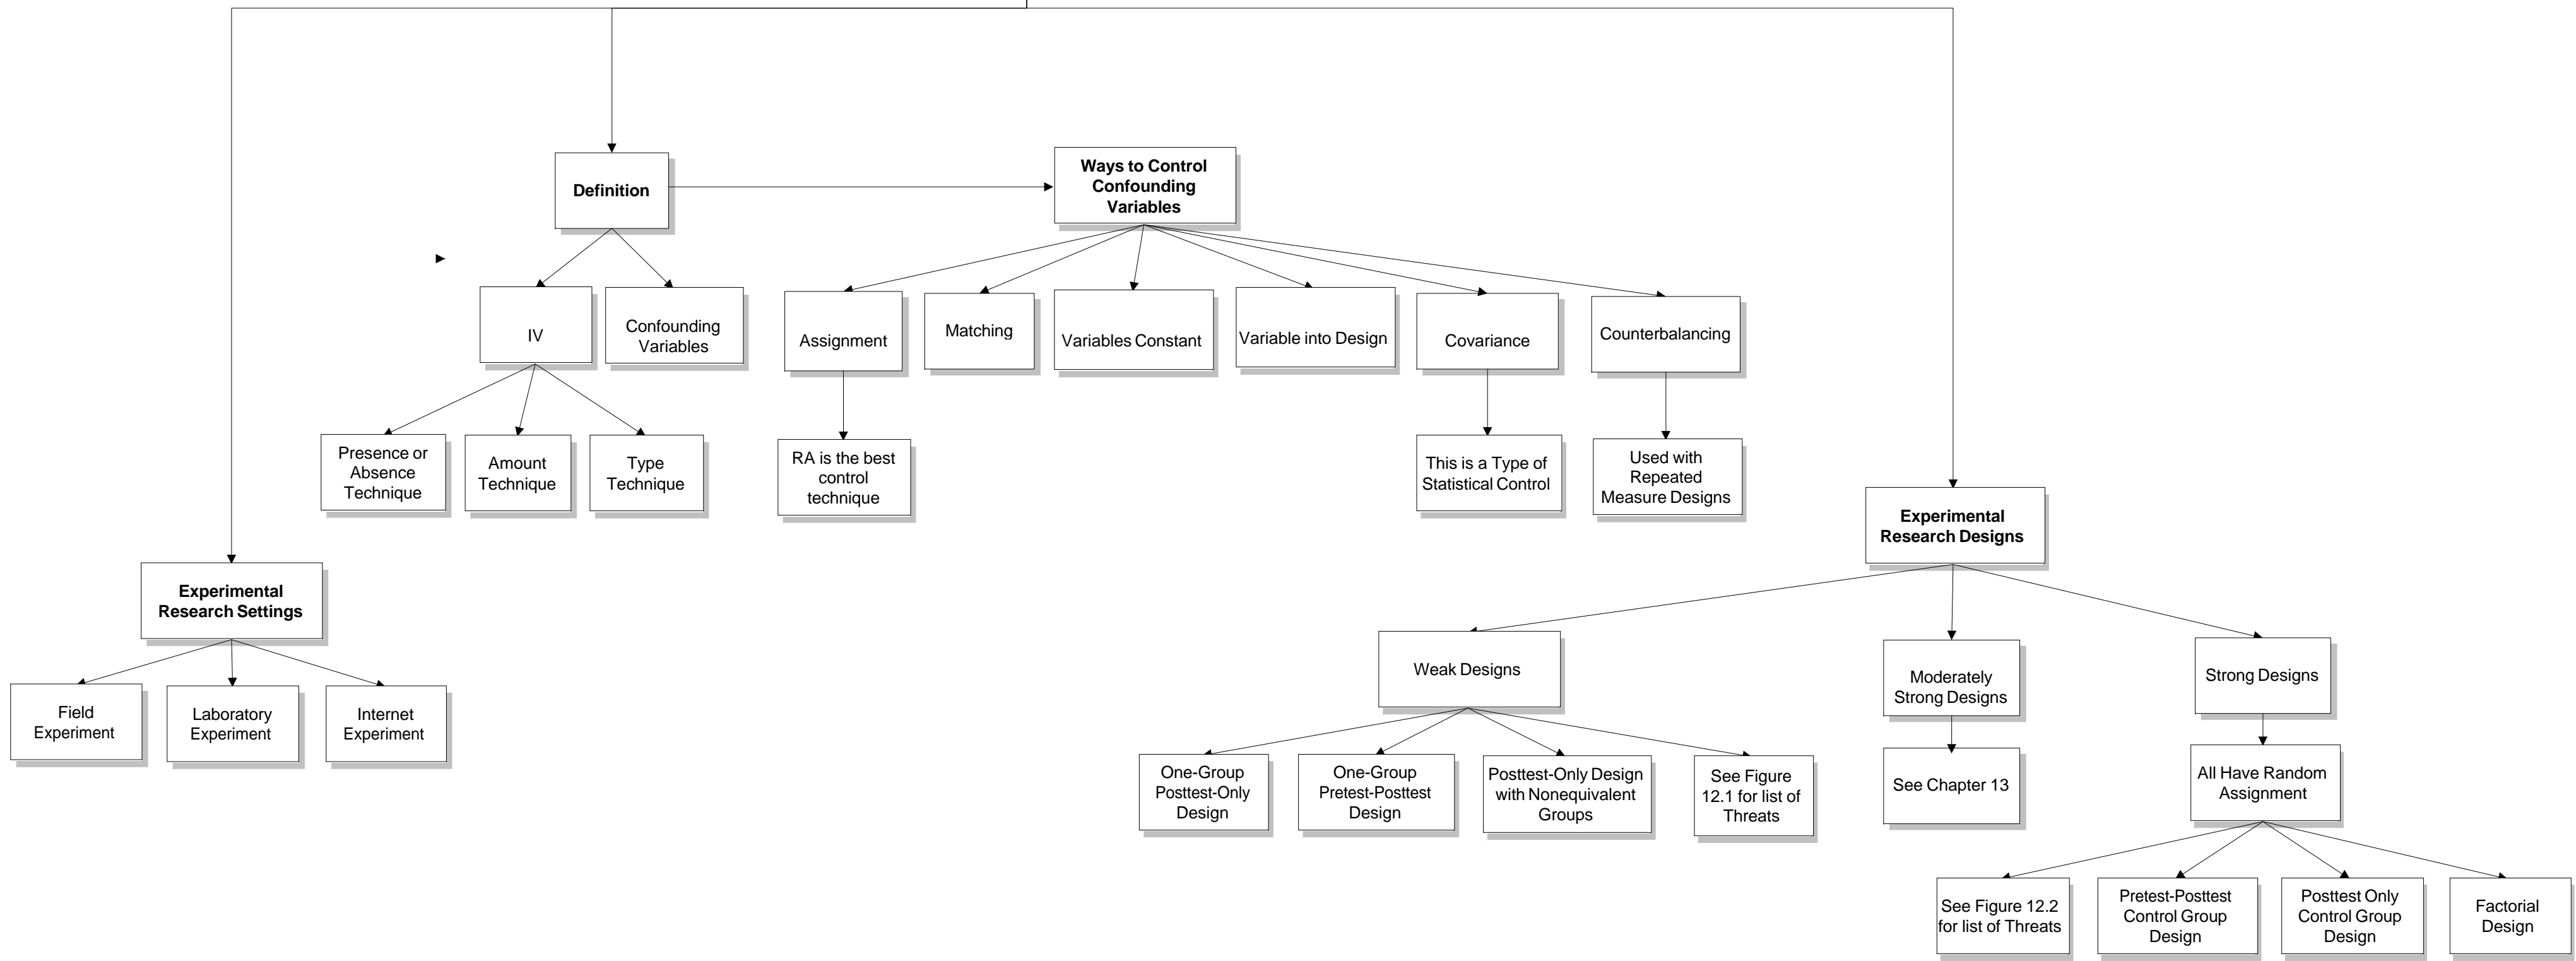 Definition
Ways to Control
Confounding
Variables
IV
Confounding
Variables
Assignment
Matching
Variables Constant
Variable into Design
Covariance
Counterbalancing
Presence or
Absence
Technique
Amount
Technique
Type
Technique
RA is the best
control
technique
This is a Type of
Statistical Control
Used with
Repeated
Measure Designs
Experimental
Research Designs
Experimental
Research Settings
Field
Experiment
Laboratory
Experiment
Internet
Experiment
Weak Designs
Moderately
Strong Designs
Strong Designs
One-Group
Posttest-Only
Design
One-Group
Pretest-Posttest
Design
Posttest-Only Design
with Nonequivalent
Groups
See Figure
12.1 for list of
Threats
See Chapter 13
All Have Random
Assignment
See Figure 12.2
for list of Threats
Pretest-Posttest
Control Group
Design
Posttest Only
Control Group
Design
Factorial
Design